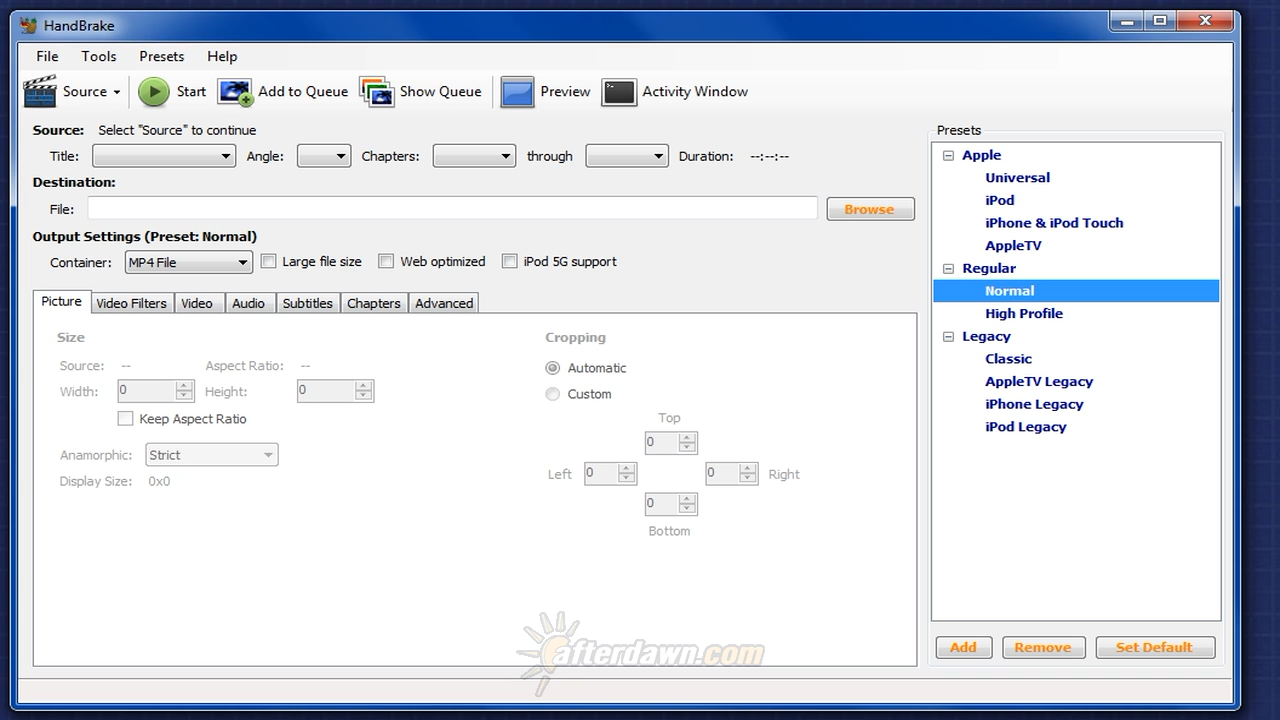 HandBrake
File Tools Presets Help
Source Start Add to Queue Show Queue Preview Activity Window
Source: Select "Source" to continue
Title: Angle: Chapters: through Duration: --:--:--
Destination:
File: Browse
Output Settings (Preset: Normal)
Container: MP4 File Large file size Web optimized iPod 5G support
Picture Video Filters Video Audio Subtitles Chapters Advanced
Size
Source: -- Aspect Ratio: --
Width: 0 Height: 0
Keep Aspect Ratio
Anamorphic: Strict
Display Size: 0x0
Cropping
Automatic
Custom
Top
0
Left 0 0 Right
0
Bottom
afterdawn.com
Presets
Apple
Universal
iPod
iPhone & iPod Touch
AppleTV
Regular
Normal
High Profile
Legacy
Classic
AppleTV Legacy
iPhone Legacy
iPod Legacy
Add Remove Set Default